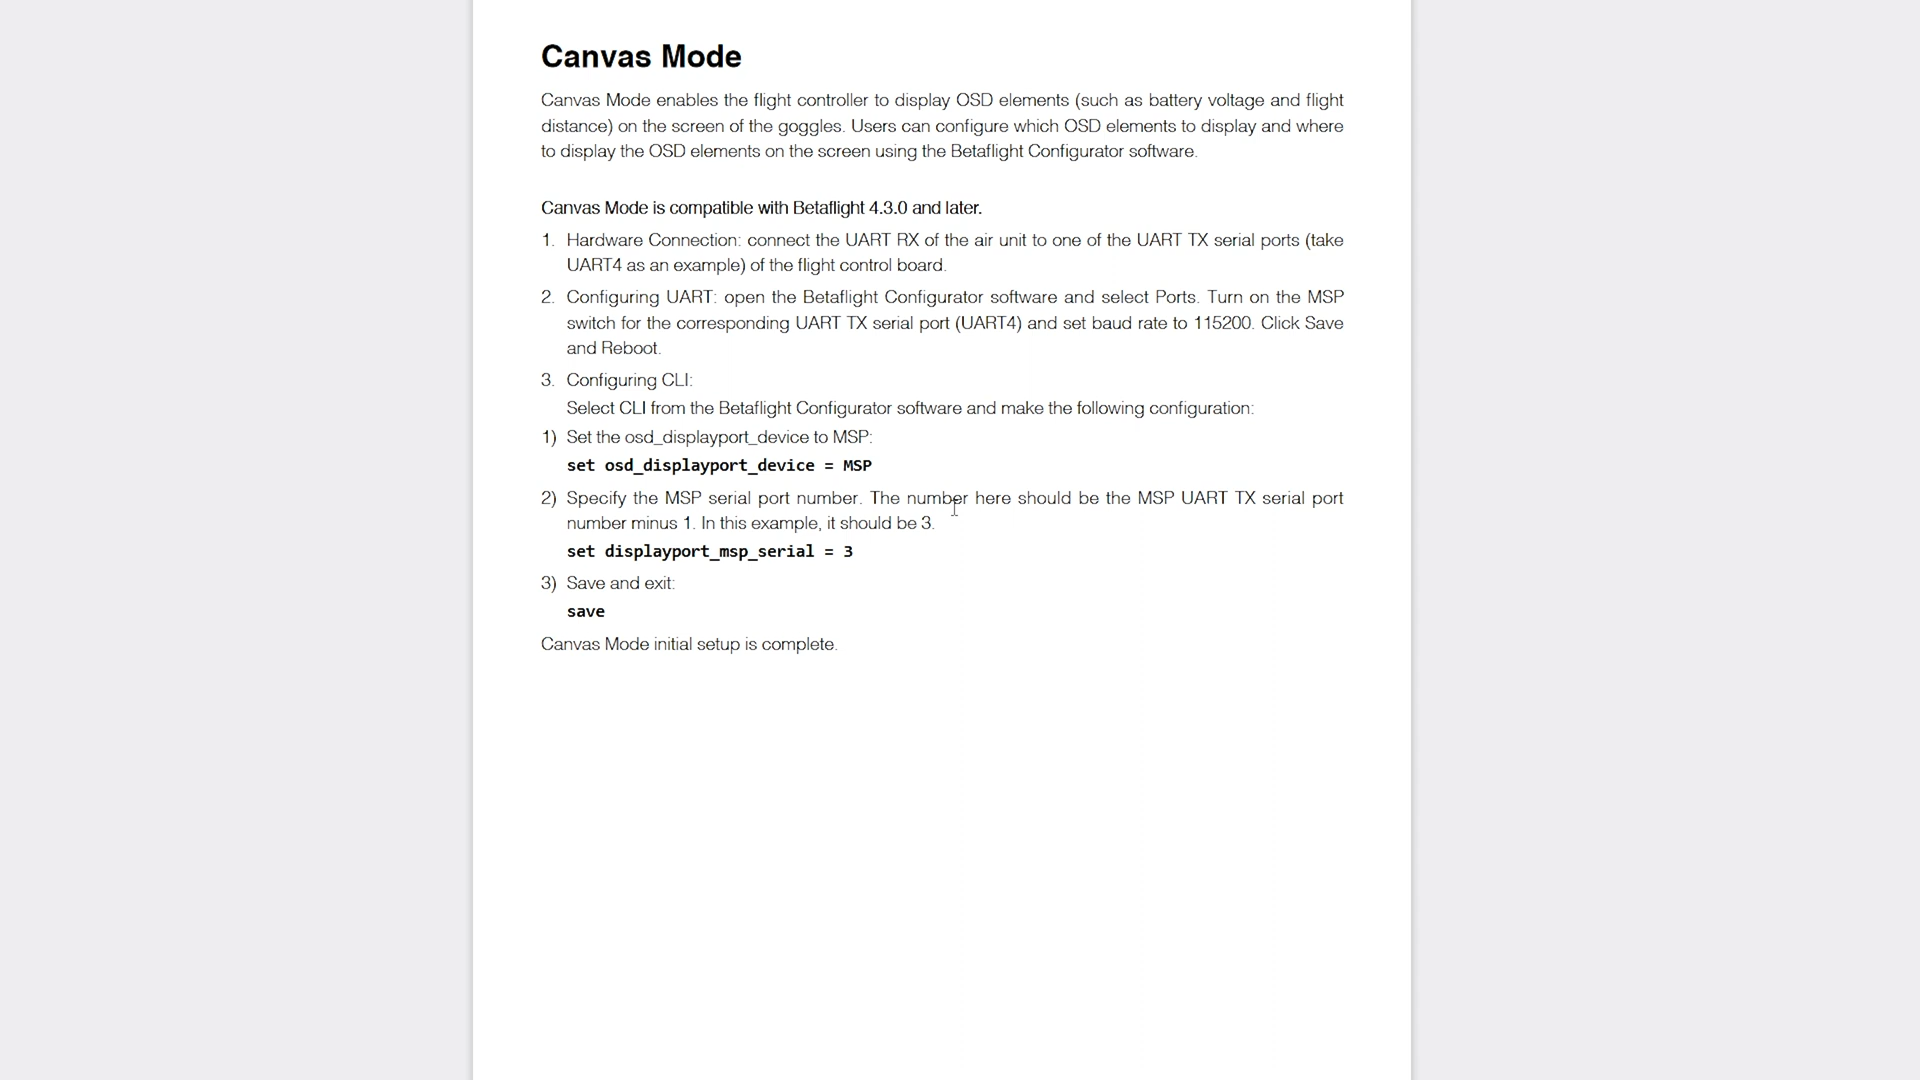 Canvas Mode
Canvas Mode enables the flight controller to display OSD elements (such as battery voltage and flight
distance) on the screen of the goggles. Users can configure which OSD elements to display and where
to display the OSD elements on the screen using the Betaflight Configurator software.
Canvas Mode is compatible with Betaflight 4.3.0 and later.
1. Hardware Connection: connect the UART RX of the air unit to one of the UART TX serial ports (take
UART4 as an example) of the flight control board.
2. Configuring UART: open the Betaflight Configurator software and select Ports. Turn on the MSP
switch for the corresponding UART TX serial port (UART4) and set baud rate to 115200. Click Save
and Reboot.
3. Configuring CLI:
Select CLI from the Betaflight Configurator software and make the following configuration:
1) Set the osd_displayport_device to MSP:
set osd_displayport_device = MSP
2) Specify the MSP serial port number. The number here should be the MSP UART TX serial port
number minus 1. In this example, it should be 3.
set displayport_msp_serial = 3
3) Save and exit:
save
Canvas Mode initial setup is complete.